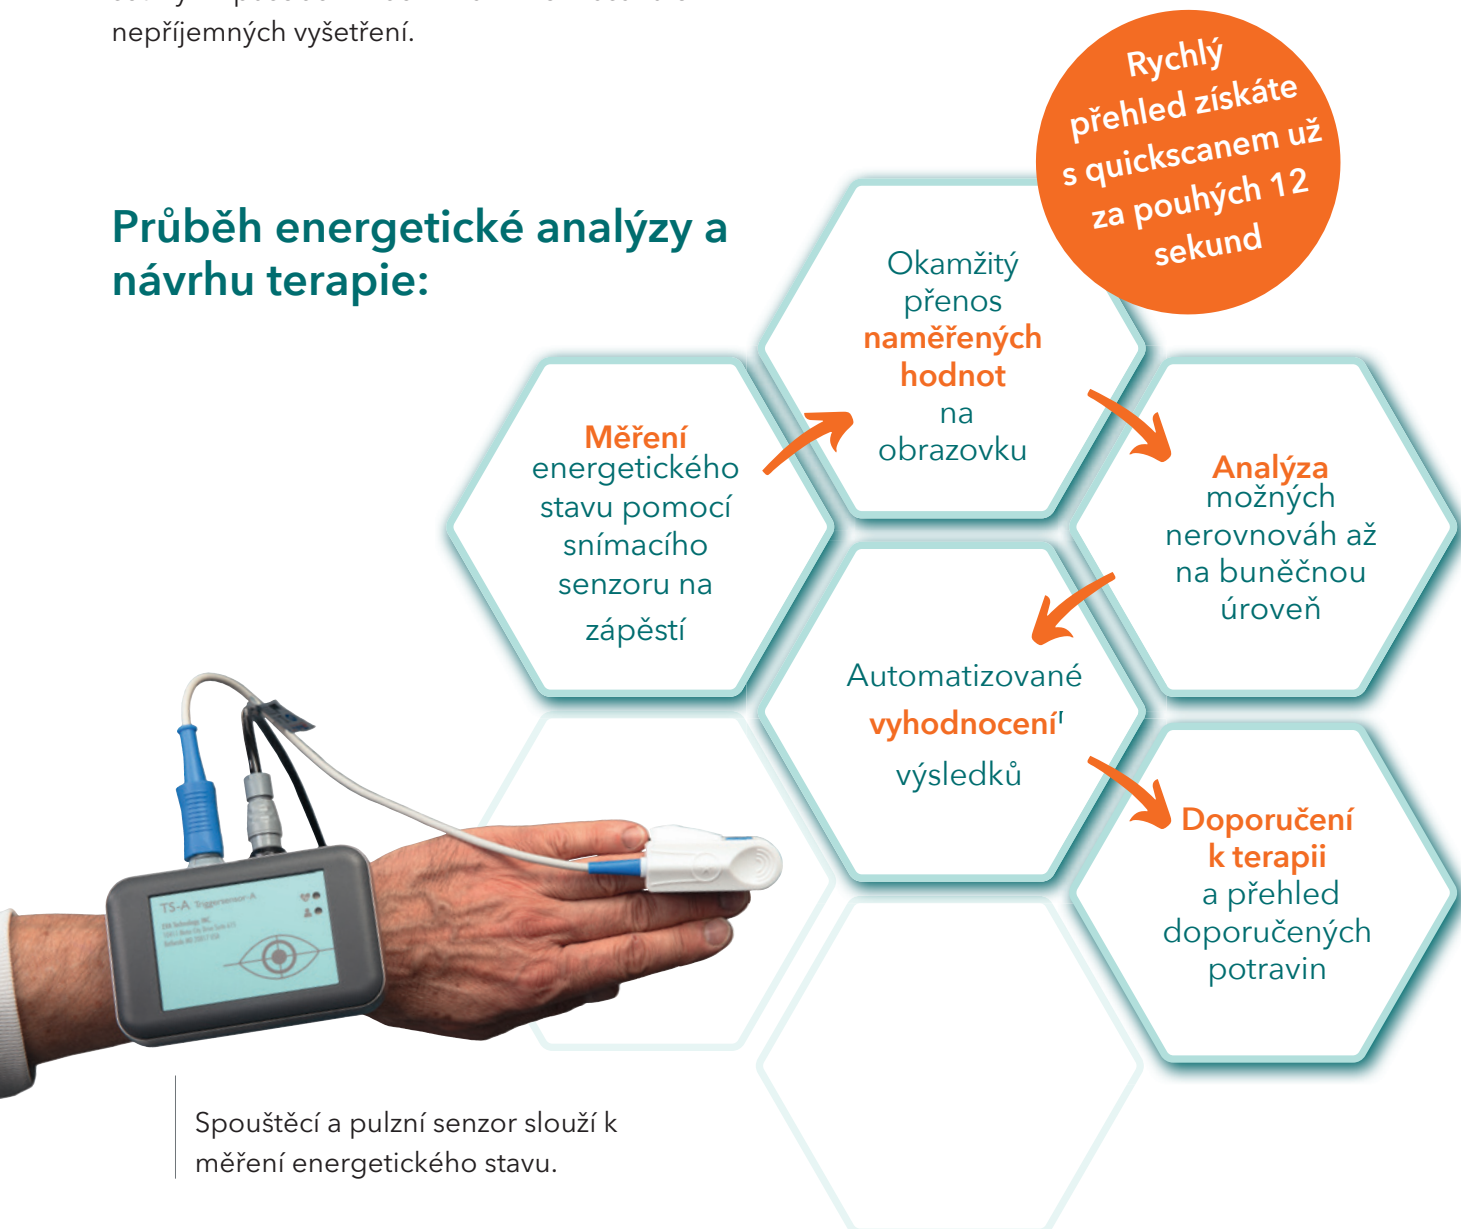 nepříjemných vyšetření.
Rychlý
přehled získáte
s quickscanem už
za pouhých 12
sekund
Průběh energetické analýzy a
návrhu terapie:
Měření
energetického
stavu pomocí
snímacího
senzoru na
zápěstí
Okamžitý
přenos
naměřených
hodnot
na
obrazovku
Analýza
možných
nerovnováh až
na buněčnou
úroveň
Automatizované
vyhodnocení
výsledků
Doporučení
k terapii
a přehled
doporučených
potravin
TS-A Triggersensor-A
Spouštěcí a pulzní senzor slouží k
měření energetického stavu.